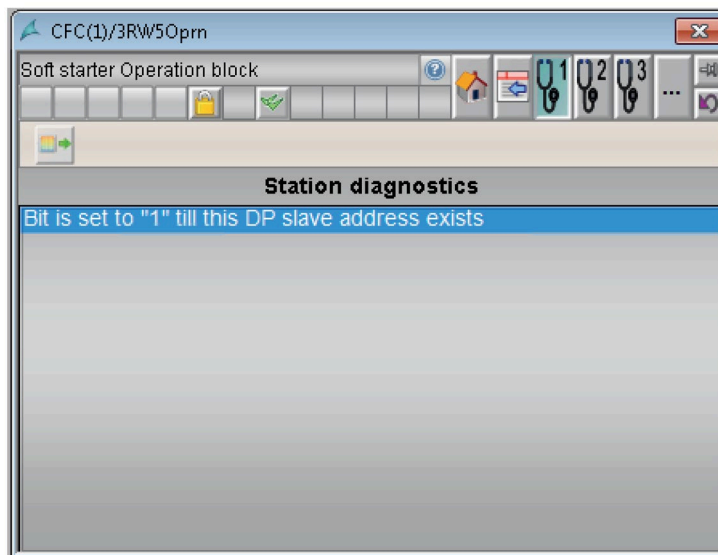 CFC(1)/3RW5Oprn
Soft starter Operation block
?
1 2 3 ...
Station diagnostics
Bit is set to "1" till this DP slave address exists